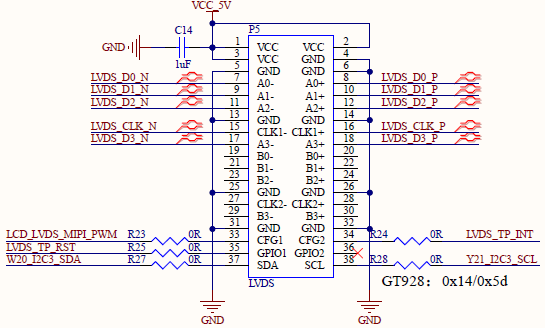 VCC_5V
C14 P5
GND 1uF 1 VCC VCC 2
3 VCC GND 4
5 GND GND 6
LVDS_D0_N 7 A0- A0+ 8 LVDS_D0_P
LVDS_D1_N 9 A1- A1+ 10 LVDS_D1_P
LVDS_D2_N 11 A2- A2+ 12 LVDS_D2_P
13 GND GND 14
LVDS_CLK_N 15 CLK1- CLK1+ 16 LVDS_CLK_P
LVDS_D3_N 17 A3- A3+ 18 LVDS_D3_P
19 B0- B0+ 20
21 B1- B1+ 22
23 B2- B2+ 24
25 GND GND 26
27 CLK2- CLK2+ 28
29 B3- B3+ 30
31 GND GND 32
LCD_LVDS_MIPI_PWM R23 0R 33 CFG1 CFG2 34 R24 0R LVDS_TP_INT
LVDS_TP_RST R25 0R 35 GPIO1 GPIO2 36
W20_I2C3_SDA R27 0R 37 SDA SCL 38 R28 0R Y21_I2C3_SCL
LVDS GT928：0x14/0x5d
GND GND